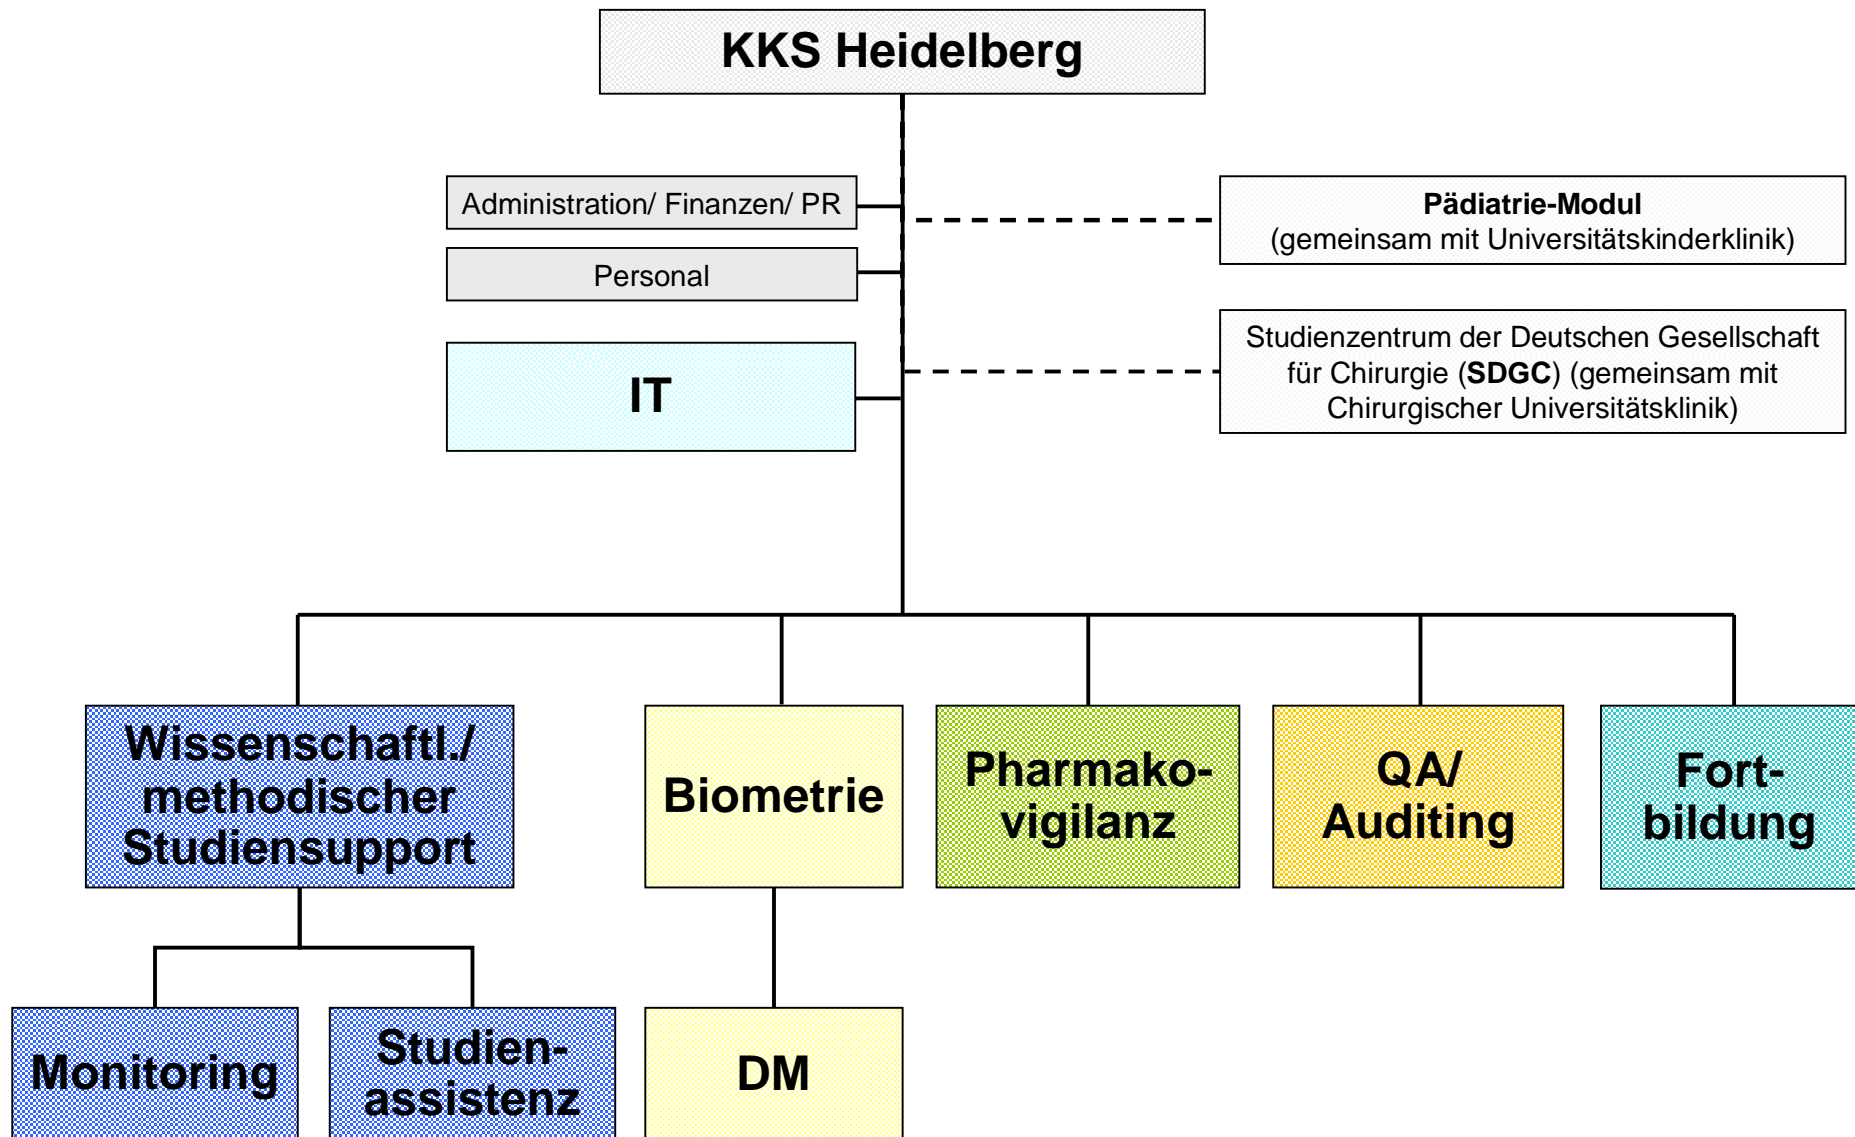 KKS Heidelberg
Administration/ Finanzen/ PR
Personal
IT
Pädiatrie-Modul
(gemeinsam mit Universitätskinderklinik)
Studienzentrum der Deutschen Gesellschaft
für Chirurgie (SDGC) (gemeinsam mit
Chirurgischer Universitätsklinik)
Wissenschaftl./
methodischer
Studiensupport
Biometrie
Pharmako-
vigilanz
QA/
Auditing
Fort-
bildung
Monitoring
Studien-
assistenz
DM